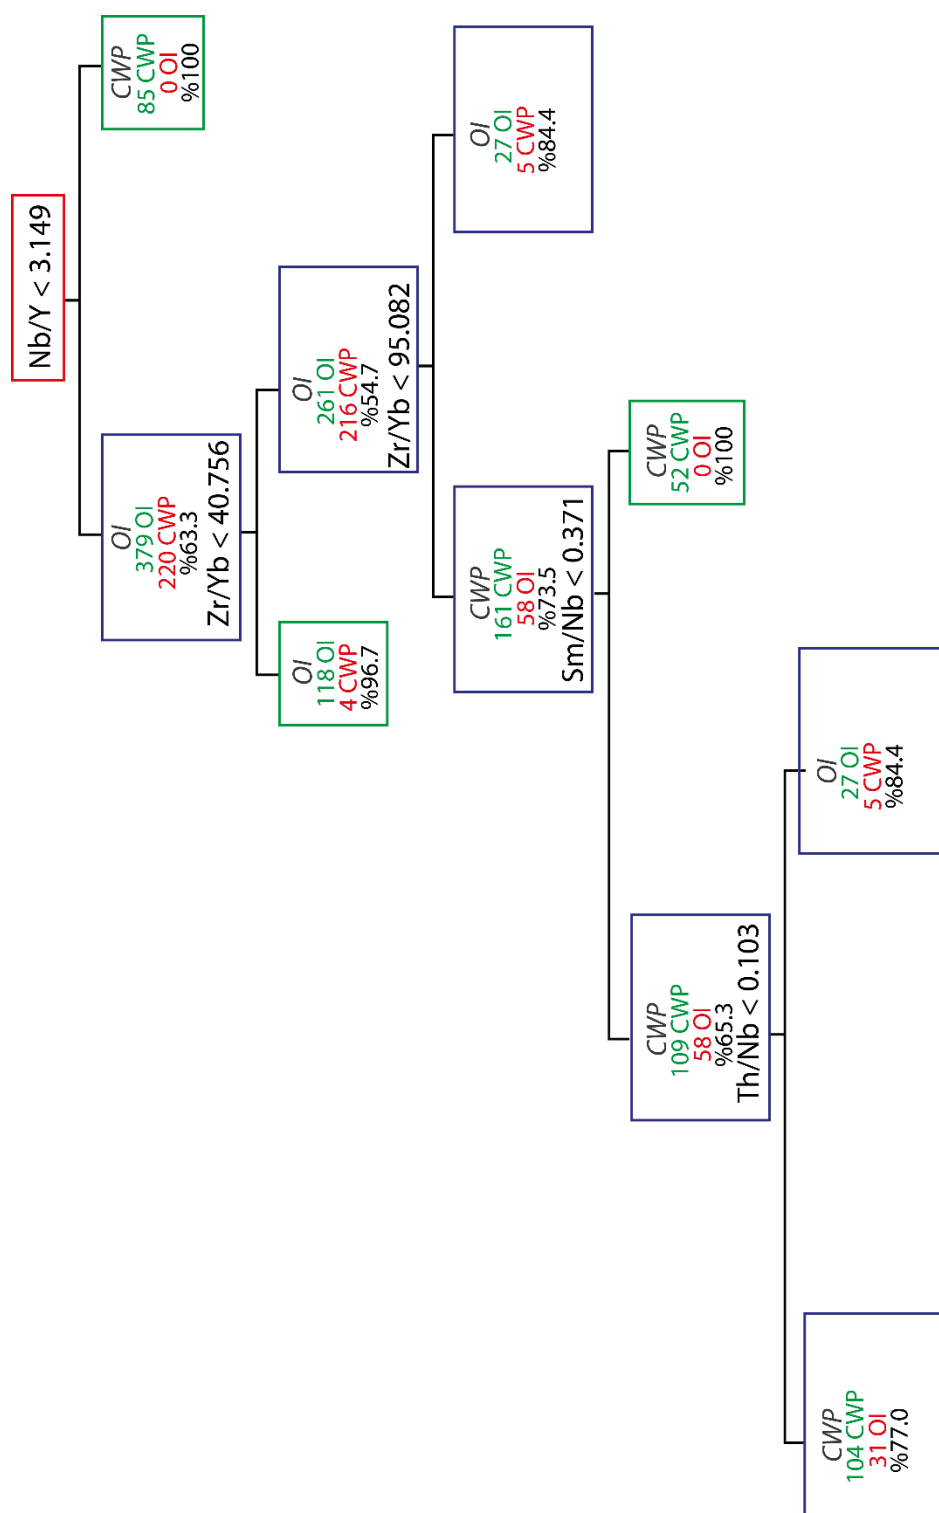 Nb/Y < 3.149
OI
379 OI
220 CWP
%63.3
Zr/Yb < 40.756
CWP
85 CWP
0 OI
%100
OI
118 OI
4 CWP
%96.7
OI
261 OI
216 CWP
%54.7
Zr/Yb < 95.082
CWP
161 CWP
58 OI
%73.5
Sm/Nb < 0.371
OI
27 OI
5 CWP
%84.4
CWP
109 CWP
58 OI
%65.3
Th/Nb < 0.103
CWP
52 CWP
0 OI
%100
CWP
104 CWP
31 OI
%77.0
OI
27 OI
5 CWP
%84.4